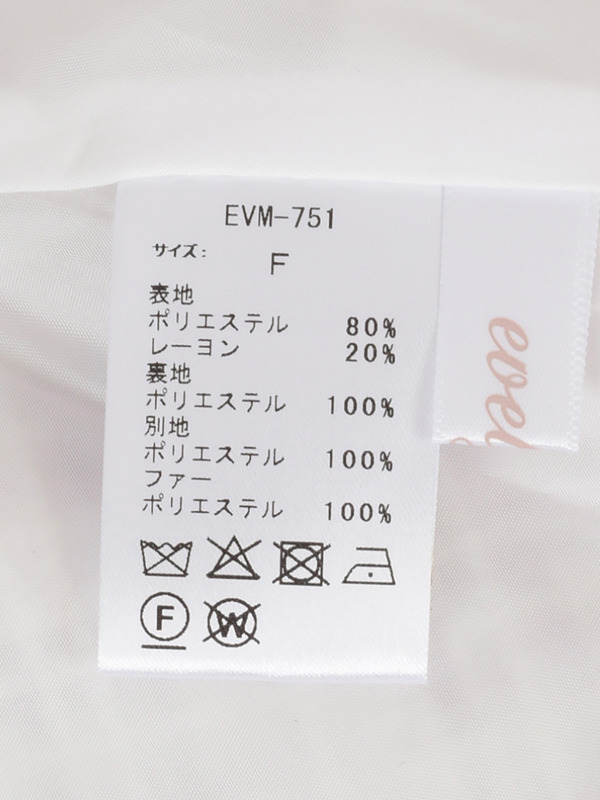 EVM-751
サイズ: F
表地
ポリエステル 80%
レーヨン 20%
裏地
ポリエステル 100%
別地
ポリエステル 100%
ファー
ポリエステル 100%
F
W